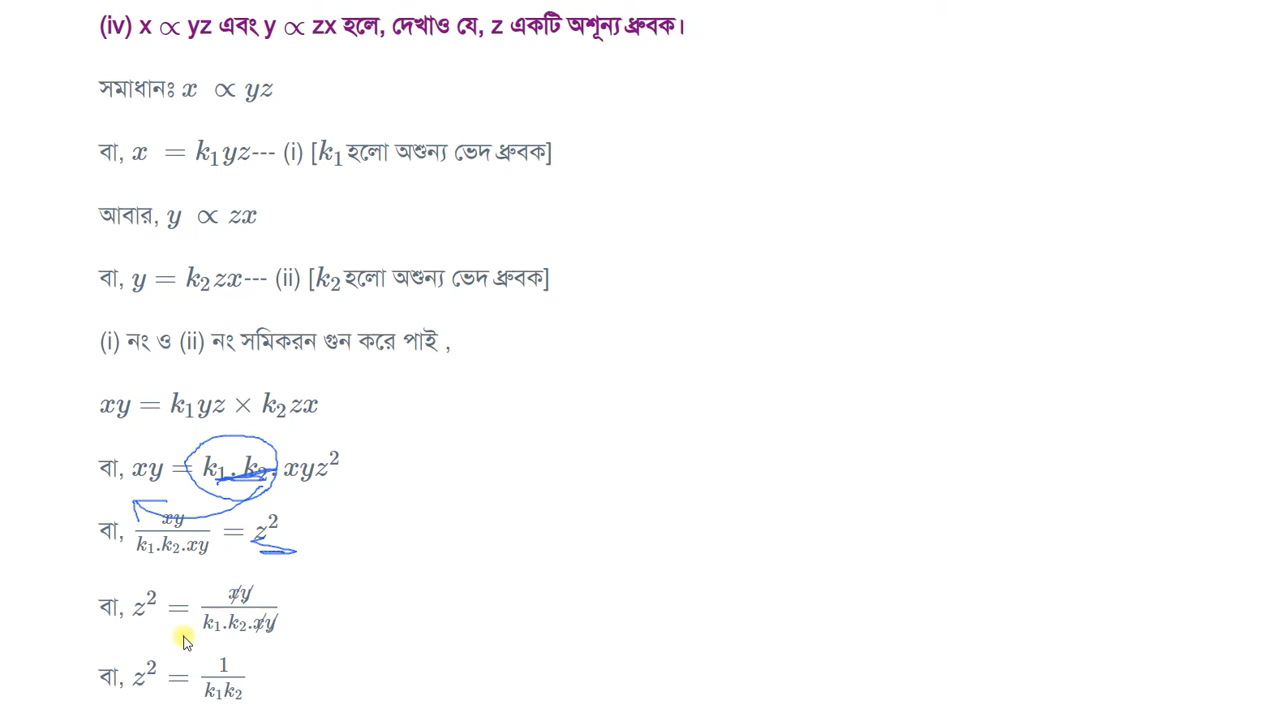 (iv) x ∝ yz এবং y ∝ zx হলে, দেখাও যে, z একটি অশূন্য ধ্রুবক।
সমাধানঃ x ∝ yz
বা, x = k₁yz--- (i) [k₁ হলো অশুন্য ভেদ ধ্রুবক]
আবার, y ∝ zx
বা, y = k₂zx--- (ii) [k₂ হলো অশুন্য ভেদ ধ্রুবক]
(i) নং ও (ii) নং সমিকরন গুন করে পাই ,
xy = k₁yz × k₂zx
বা, xy = k₁.k₂.xyz²
বা, xy/k₁.k₂.xy = z²
বা, z² = xy/k₁.k₂.xy
বা, z² = 1/k₁k₂